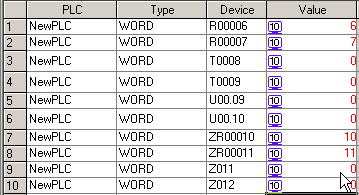 PLC Type Device Value
1 NewPLC WORD R00006 10 6
2 NewPLC WORD R00007 10 7
3 NewPLC WORD T0008 10 0
4 NewPLC WORD T0009 10 0
5 NewPLC WORD U00.09 10 0
6 NewPLC WORD U00.10 10 0
7 NewPLC WORD ZR00010 10 10
8 NewPLC WORD ZR00011 10 11
9 NewPLC WORD Z011 10 0
10 NewPLC WORD Z012 10